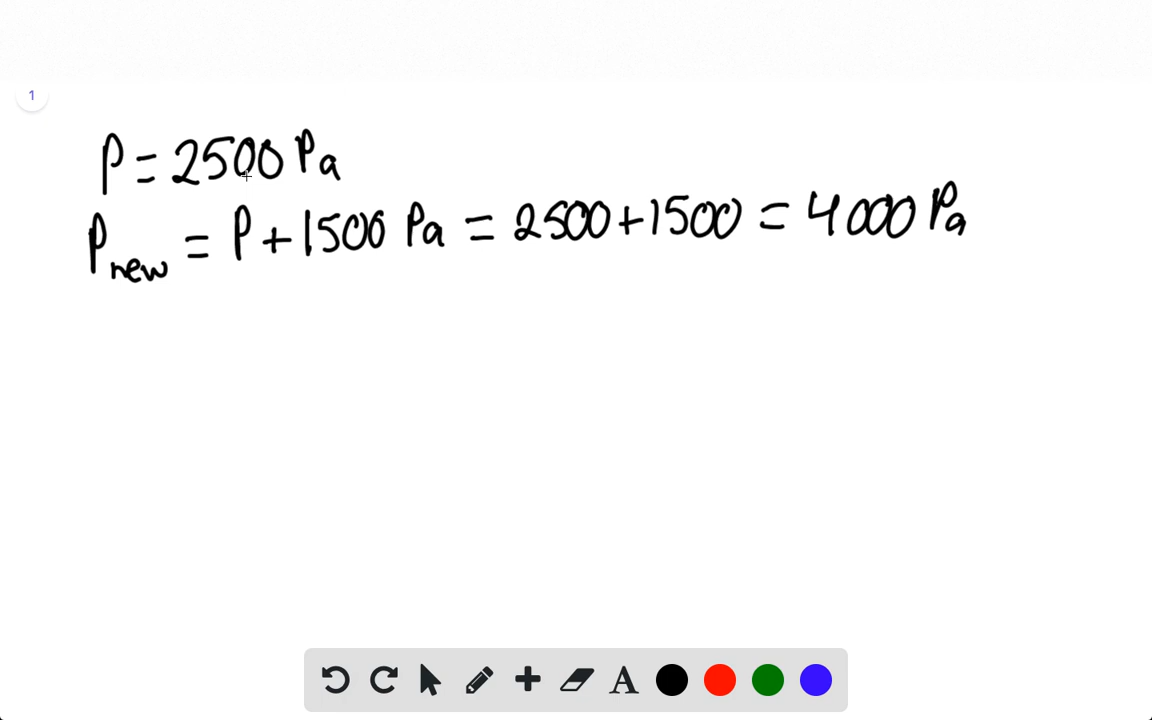 1
P = 2500 Pa
Pnew = P + 1500 Pa = 2500 + 1500 = 4000 Pa
A